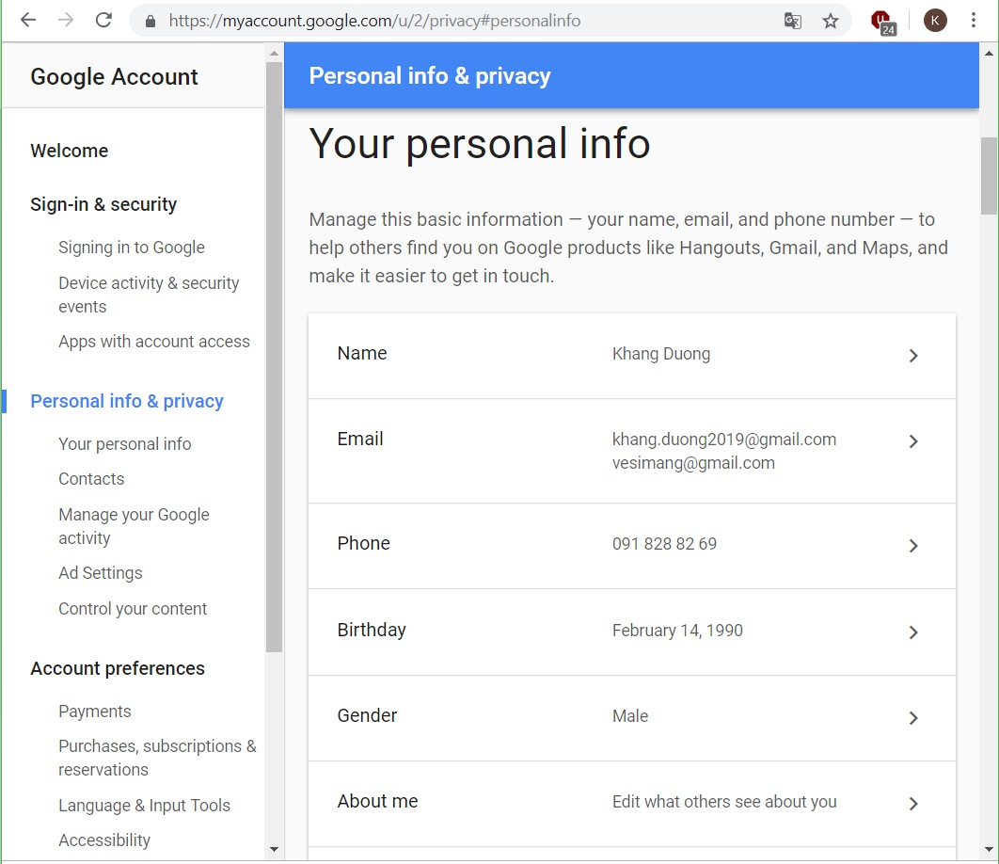 https://myaccount.google.com/u/2/privacy#personalinfo
24
K
Google Account
Welcome
Sign-in & security
Signing in to Google
Device activity & security
events
Apps with account access
Personal info & privacy
Your personal info
Contacts
Manage your Google
activity
Ad Settings
Control your content
Account preferences
Payments
Purchases, subscriptions &
reservations
Language & Input Tools
Accessibility
Personal info & privacy
Your personal info
Manage this basic information — your name, email, and phone number — to
help others find you on Google products like Hangouts, Gmail, and Maps, and
make it easier to get in touch.
Name Khang Duong
Email khang.duong2019@gmail.com
vesimang@gmail.com
Phone 091 828 82 69
Birthday February 14, 1990
Gender Male
About me Edit what others see about you